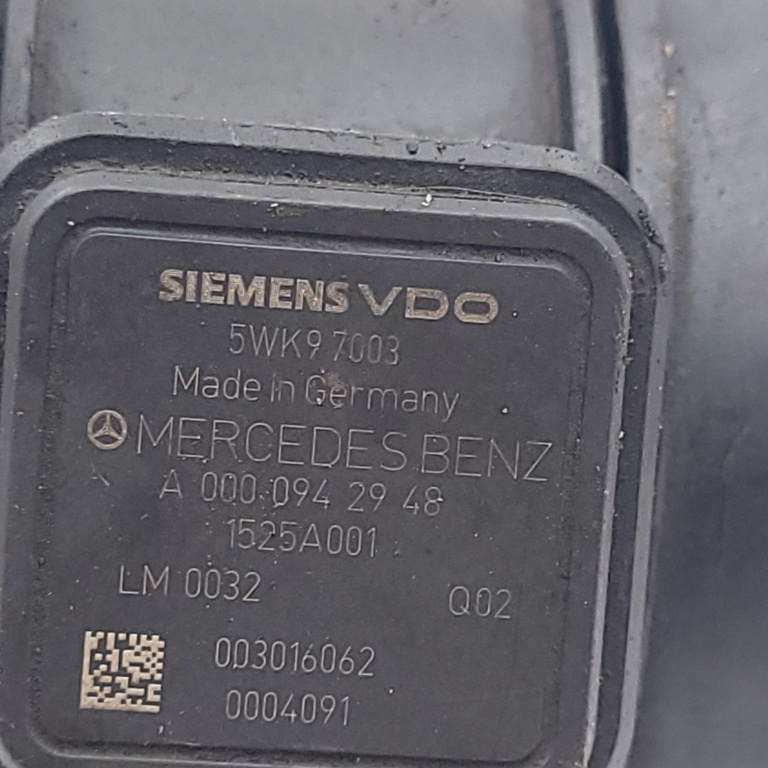 SIEMENS VDO
5WK9 7003
Made in Germany
MERCEDES BENZ
A 000 094 29 48
1525A001
LM 0032 Q02
003016062
0004091